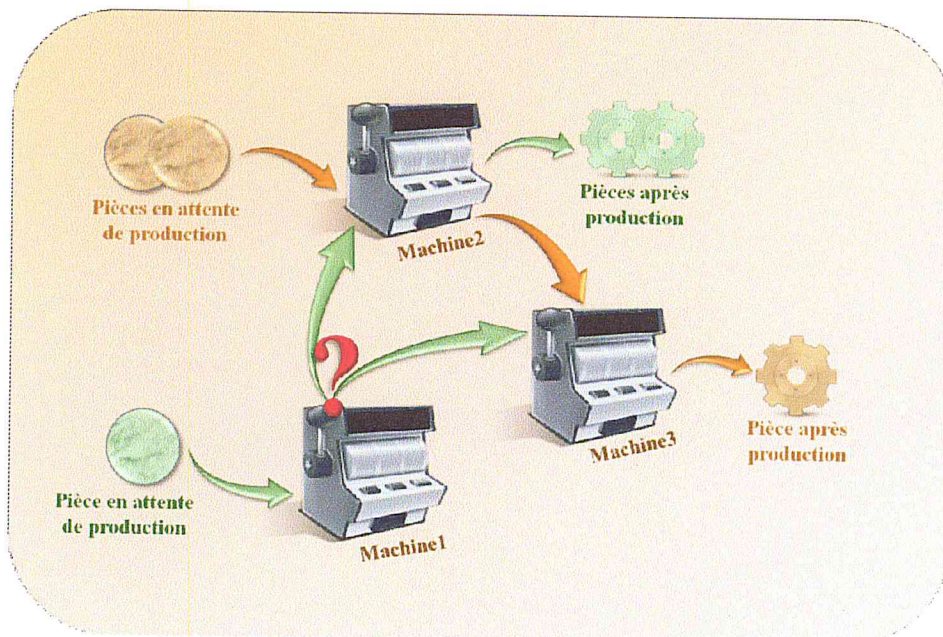 Pièces en attente
de production
Machine2
Pièces après
production
?
Pièce en attente
de production
Machine1
Machine3
Pièce après
production